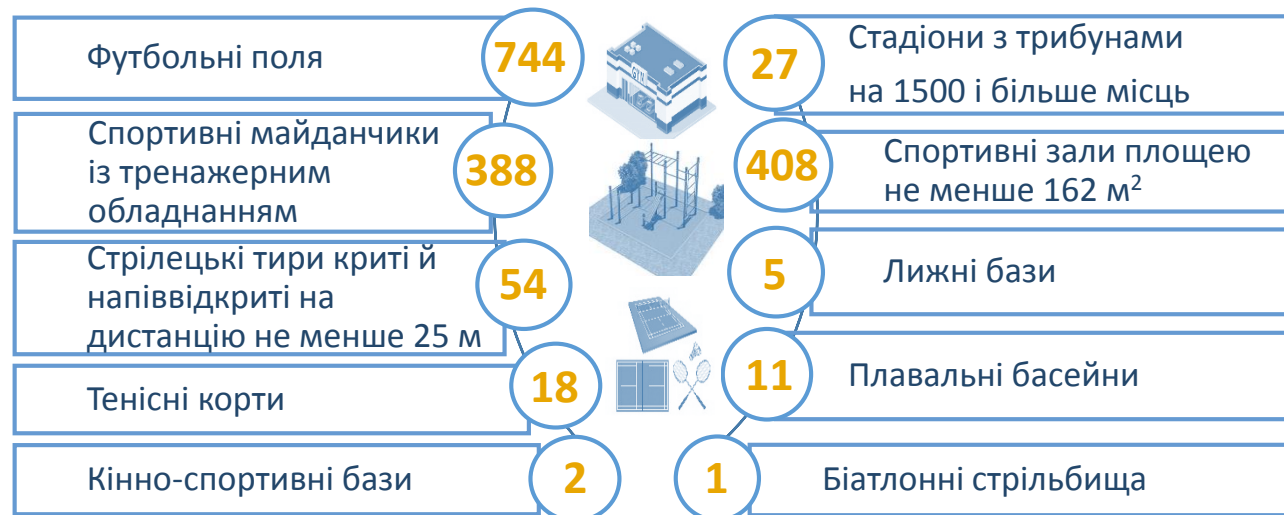 Футбольні поля
744
Спортивні майданчики
із тренажерним
обладнанням
388
Стрілецькі тири криті й
напіввідкриті на
дистанцію не менше 25 м
54
Тенісні корти
18
Кінно-спортивні бази
2
GYM
27
Стадіони з трибунами
на 1500 і більше місць
408
Спортивні зали площею
не менше 162 м²
5
Лижні бази
11
Плавальні басейни
1
Біатлонні стрільбища